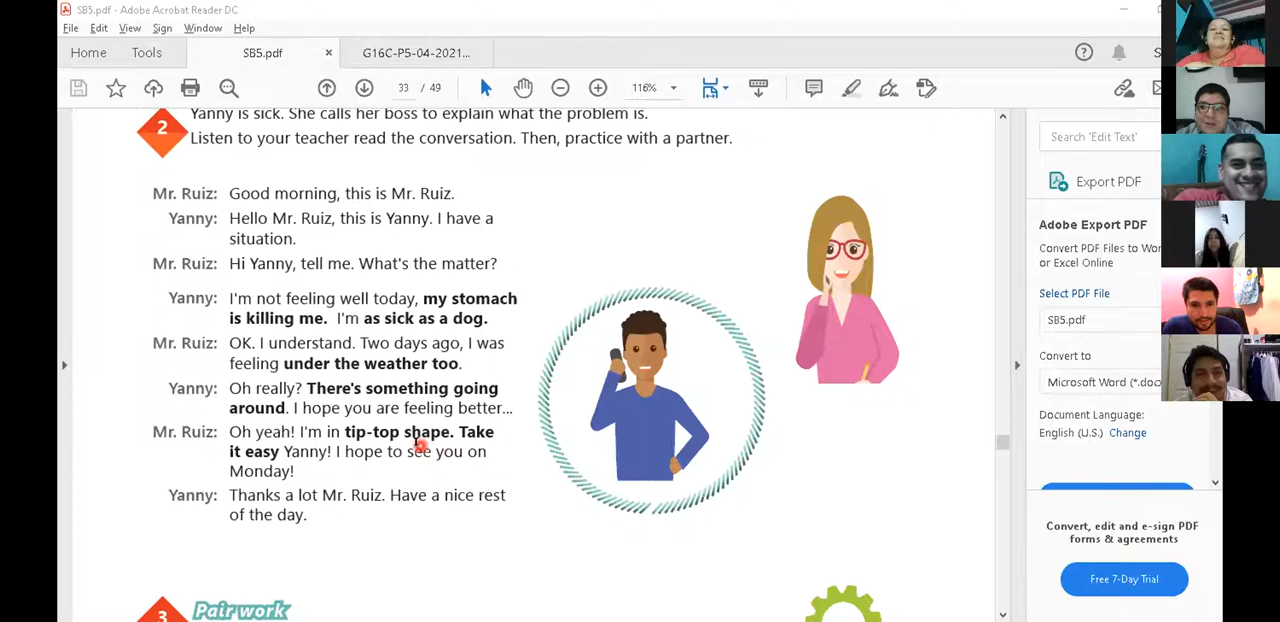 SB5.pdf - Adobe Acrobat Reader DC
File Edit View Sign Window Help
Home Tools SB5.pdf × G16C-P5-04-2021...
33 / 49 116%
Yanny is sick. She calls her boss to explain what the problem is.
2 Listen to your teacher read the conversation. Then, practice with a partner.
Mr. Ruiz: Good morning, this is Mr. Ruiz.
Yanny: Hello Mr. Ruiz, this is Yanny. I have a
situation.
Mr. Ruiz: Hi Yanny, tell me. What's the matter?
Yanny: I'm not feeling well today, my stomach
is killing me. I'm as sick as a dog.
Mr. Ruiz: OK. I understand. Two days ago, I was
feeling under the weather too.
Yanny: Oh really? There's something going
around. I hope you are feeling better...
Mr. Ruiz: Oh yeah! I'm in tip-top shape. Take
it easy Yanny! I hope to see you on
Monday!
Yanny: Thanks a lot Mr. Ruiz. Have a nice rest
of the day.
3 Pair work
Search 'Edit Text'
Export PDF
Adobe Export PDF
Convert PDF Files to Wor
or Excel Online
Select PDF File
SB5.pdf
Convert to
Microsoft Word (*.doc
Document Language:
English (U.S.) Change
Convert, edit and e-sign PDF
forms & agreements
Free 7-Day Trial